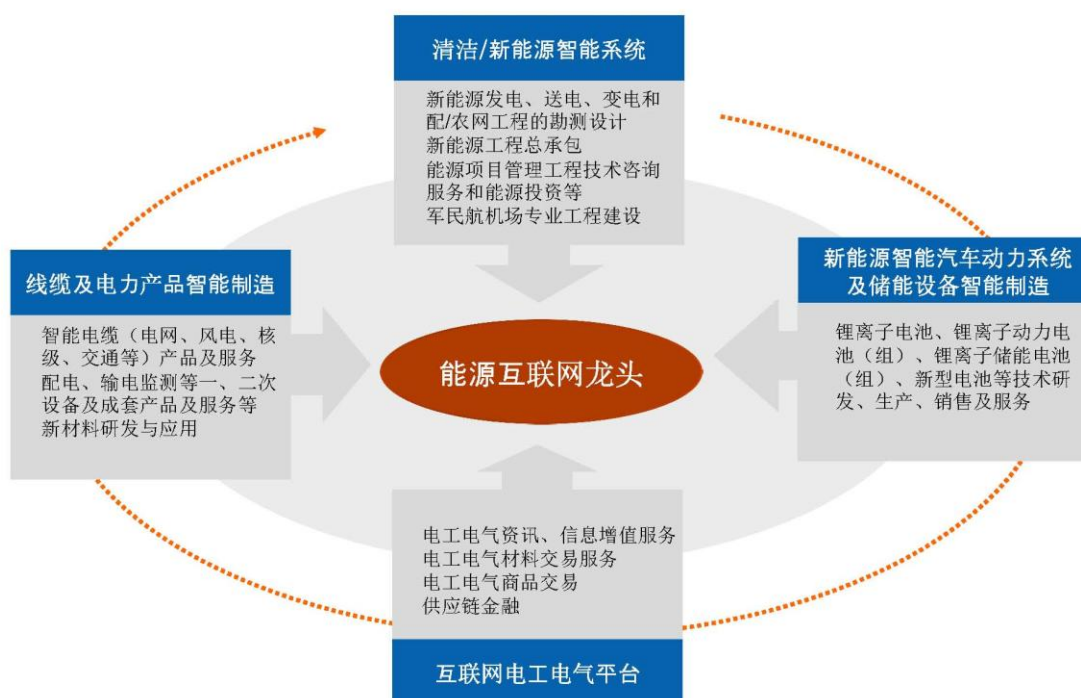 清洁/新能源智能系统
新能源发电、送电、变电和
配/农网工程的勘测设计
新能源工程总承包
能源项目管理工程技术咨询
服务和能源投资等
军民航机场专业工程建设
线缆及电力产品智能制造
智能电缆（电网、风电、核
级、交通等）产品及服务
配电、输电监测等一、二次
设备及成套产品及服务等
新材料研发与应用
能源互联网龙头
新能源智能汽车动力系统
及储能设备智能制造
锂离子电池、锂离子动力电
池（组）、锂离子储能电池
（组）、新型电池等技术研
发、生产、销售及服务
电工电气资讯、信息增值服务
电工电气材料交易服务
电工电气商品交易
供应链金融
互联网电工电气平台